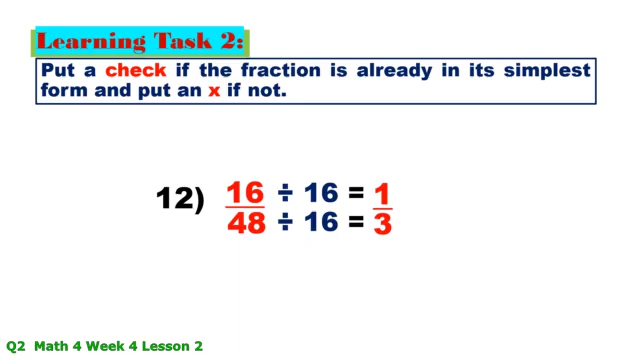 Learning Task 2:
Put a check if the fraction is already in its simplest
form and put an x if not.
12) 16 ÷ 16 = 1
48 ÷ 16 = 3
Q2 Math 4 Week 4 Lesson 2